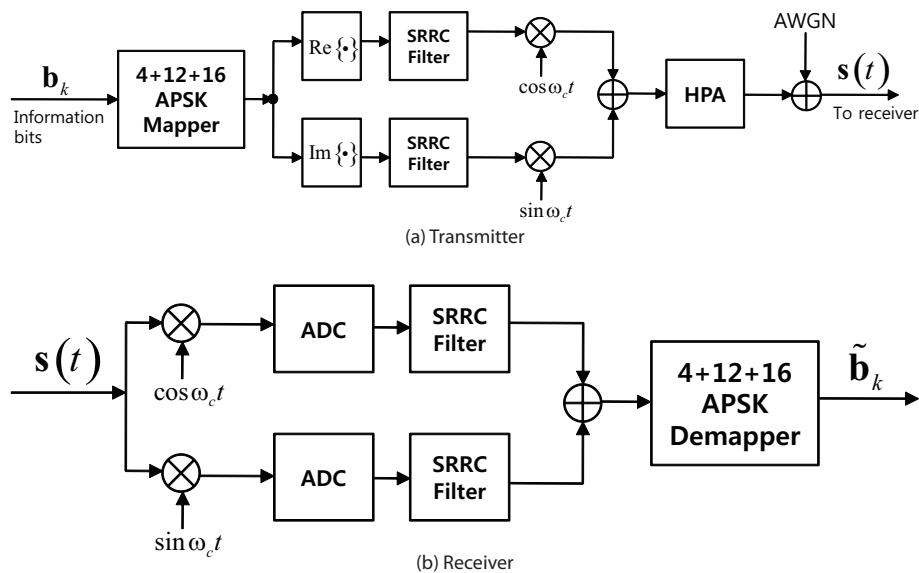 AWGN
𝐛ₖ
Information
bits
4+12+16
APSK
Mapper
Re{•}
SRRC
Filter
cos ω_c t
HPA
𝐬(t)
To receiver
Im{•}
SRRC
Filter
sin ω_c t
(a) Transmitter
𝐬(t)
cos ω_c t
ADC
SRRC
Filter
4+12+16
APSK
Demapper
𝐛̃ₖ
ADC
SRRC
Filter
sin ω_c t
(b) Receiver